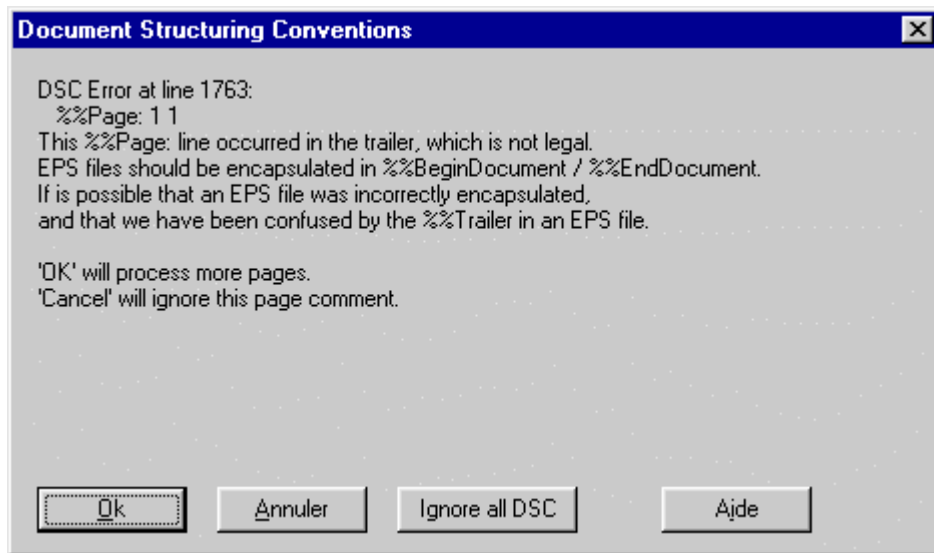 Document Structuring Conventions
DSC Error at line 1763:
%%Page: 1 1
This %%Page: line occurred in the trailer, which is not legal.
EPS files should be encapsulated in %%BeginDocument / %%EndDocument.
If is possible that an EPS file was incorrectly encapsulated,
and that we have been confused by the %%Trailer in an EPS file.
'OK' will process more pages.
'Cancel' will ignore this page comment.
Ok Annuler Ignore all DSC Aide